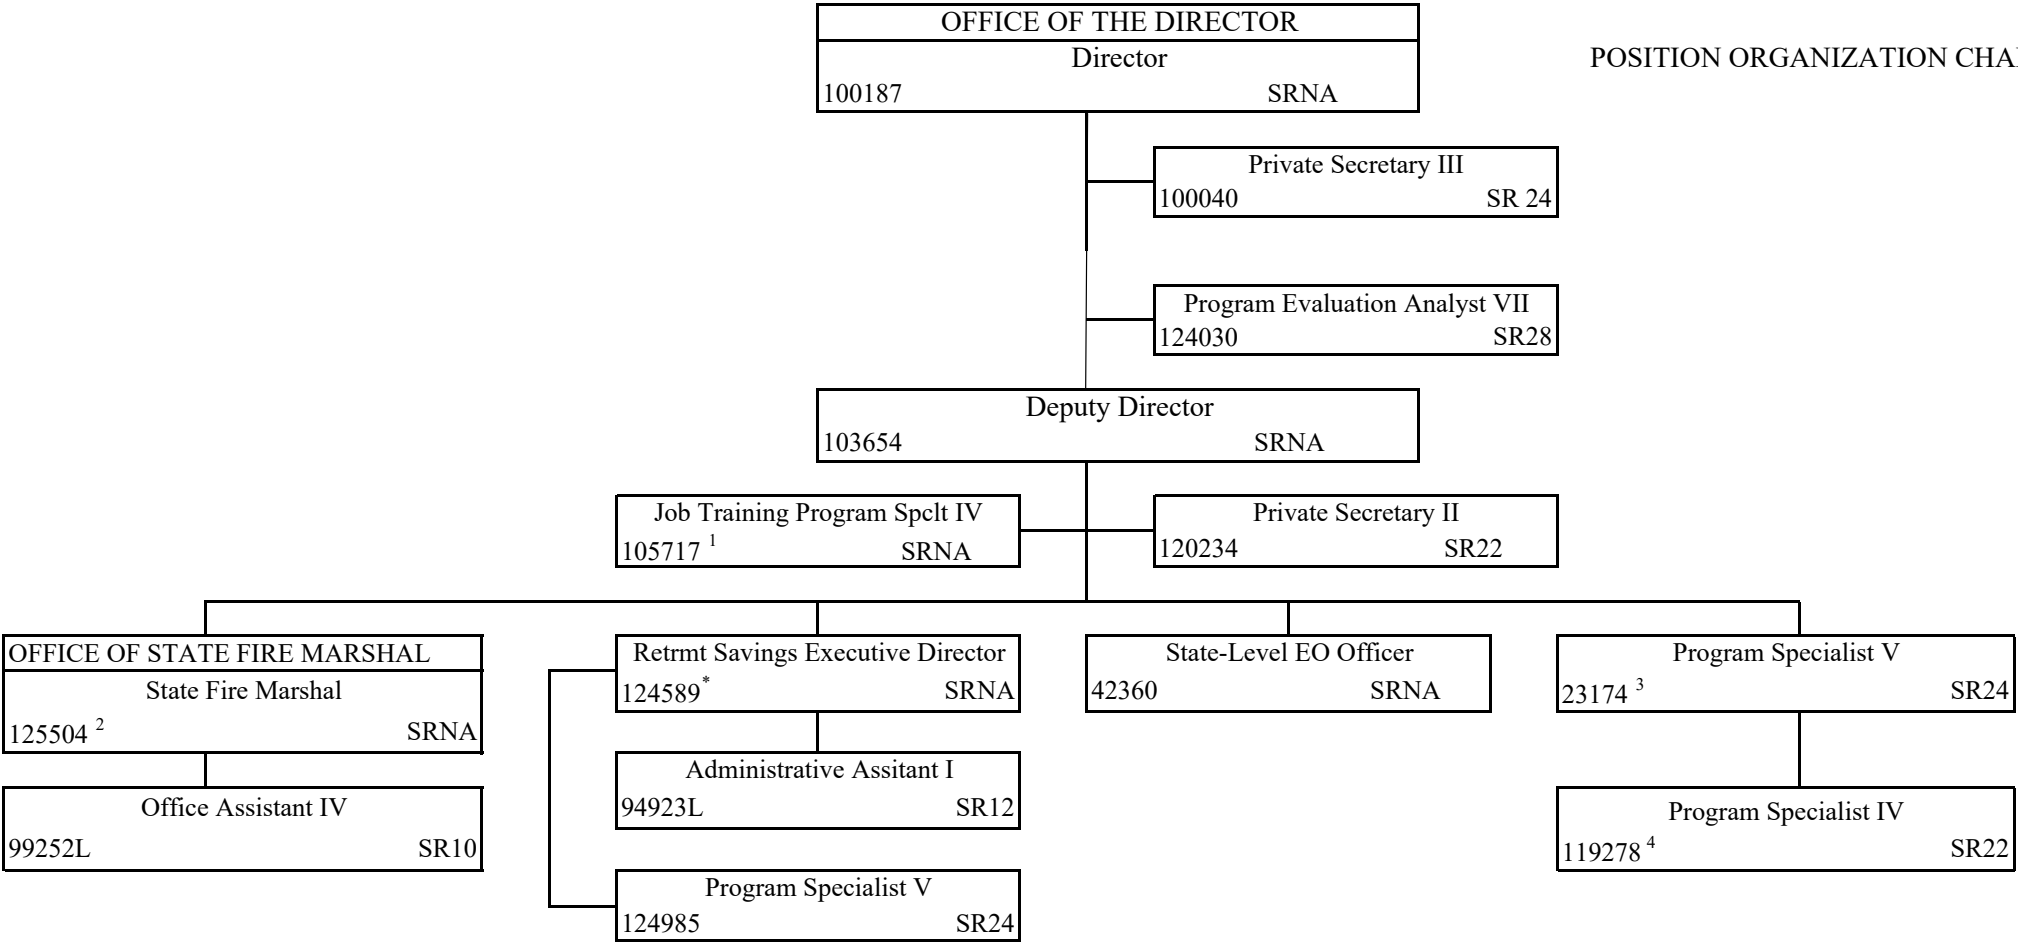 OFFICE OF THE DIRECTOR
Director
100187 SRNA
POSITION ORGANIZATION CHA
Private Secretary III
100040 SR 24
Program Evaluation Analyst VII
124030 SR28
Deputy Director
103654 SRNA
Job Training Program Spclt IV
105717 1 SRNA
Private Secretary II
120234 SR22
OFFICE OF STATE FIRE MARSHAL
State Fire Marshal
125504 2 SRNA
Office Assistant IV
99252L SR10
Retrmt Savings Executive Director
124589* SRNA
Administrative Assitant I
94923L SR12
Program Specialist V
124985 SR24
State-Level EO Officer
42360 SRNA
Program Specialist V
23174 3 SR24
Program Specialist IV
119278 4 SR22